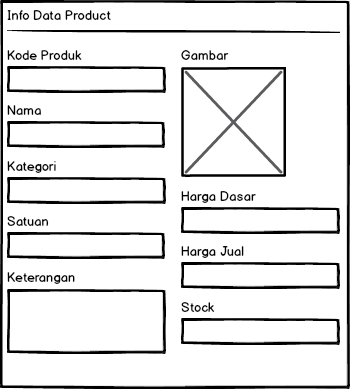 Info Data Product
Kode Produk
Nama
Kategori
Satuan
Keterangan
Gambar
Harga Dasar
Harga Jual
Stock